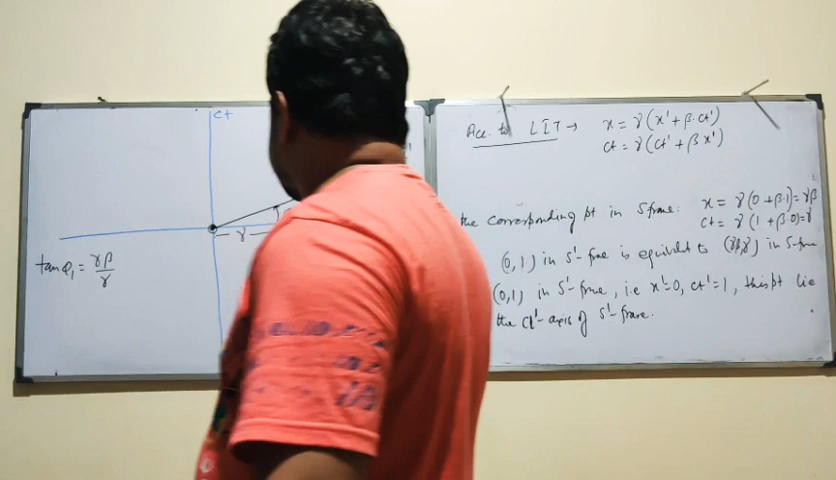 ct
γ
tan φ₁ = γβ/γ
Acc. to LIT → x = γ(x' + β.ct')
ct = γ(ct' + βx')
the corresponding pt in S frame: x = γ(0 + β.1) = γβ
ct = γ(1 + β.0) = γ
(0,1) in S'-frame is equivalent to (γβ,γ) in S-frame
(0,1) in S'-frame, i.e x'=0, ct'=1, this pt lie
the ct'-axis of S'-frame.